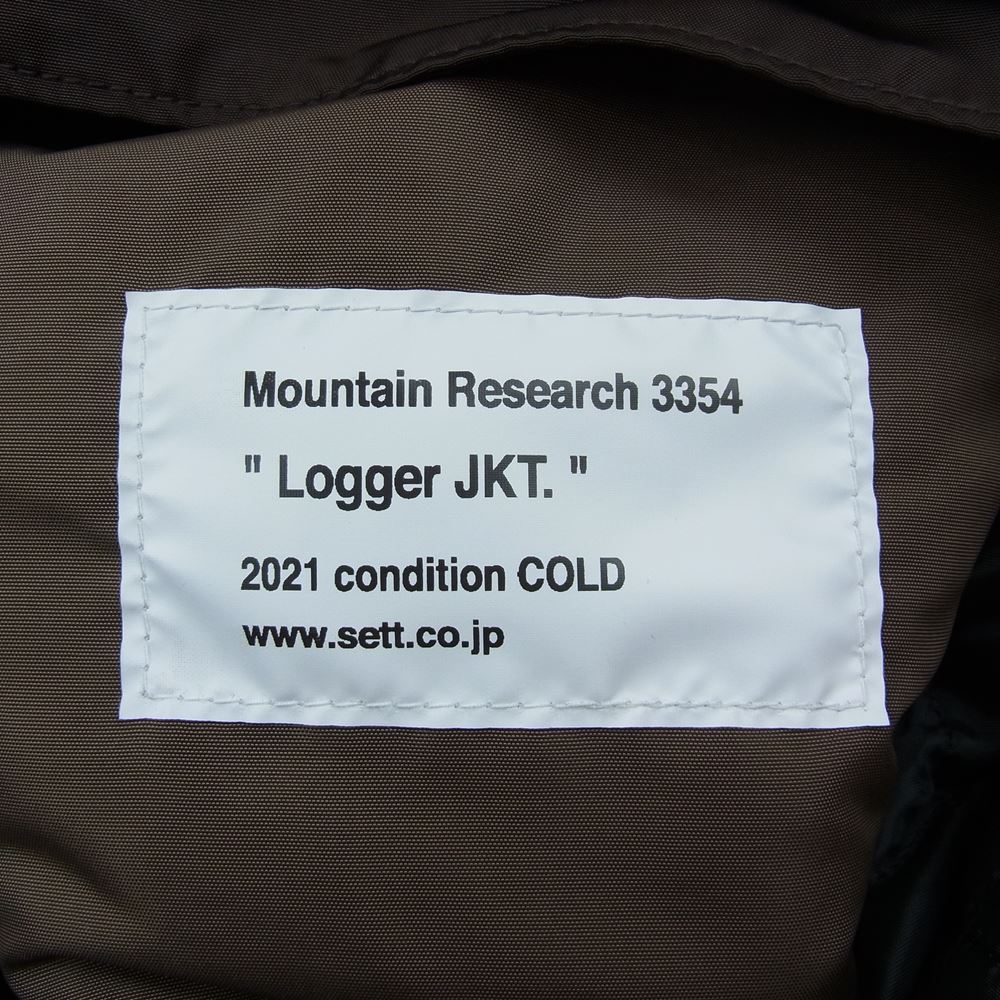 Mountain Research 3354
" Logger JKT. "
2021 condition COLD
www.sett.co.jp